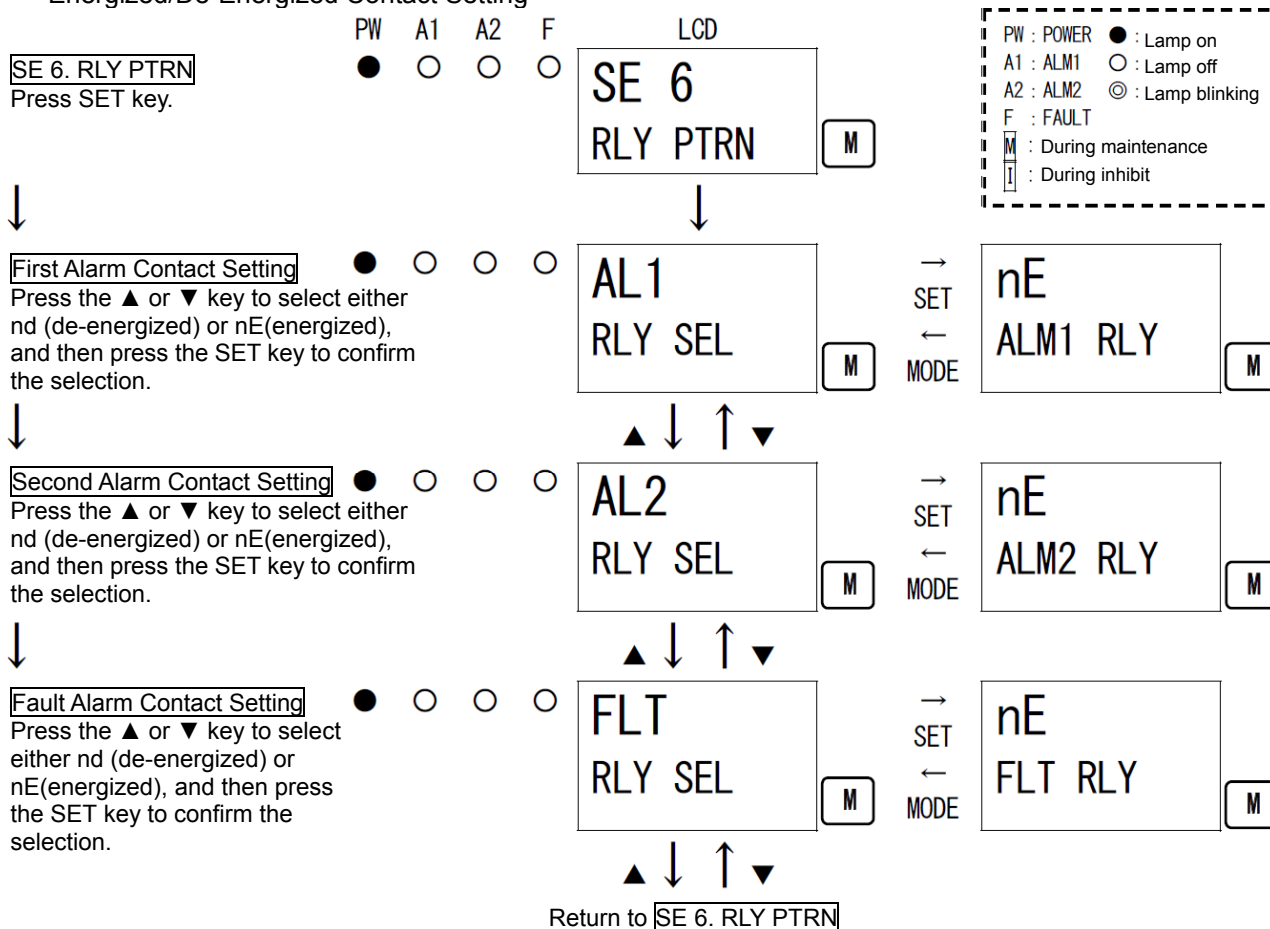 Energized/De-Energized Contact Setting
PW A1 A2 F LCD
SE 6. RLY PTRN
Press SET key.
● ○ ○ ○
SE 6
RLY PTRN
M
PW : POWER ● : Lamp on
A1 : ALM1 ○ : Lamp off
A2 : ALM2 ◎ : Lamp blinking
F : FAULT
M : During maintenance
I : During inhibit
↓ ↓
First Alarm Contact Setting
Press the ▲ or ▼ key to select either
nd (de-energized) or nE(energized),
and then press the SET key to confirm
the selection.
● ○ ○ ○
AL1
RLY SEL
M
→
SET
←
MODE
nE
ALM1 RLY
M
↓ ▲ ↓ ↑ ▼
Second Alarm Contact Setting
Press the ▲ or ▼ key to select either
nd (de-energized) or nE(energized),
and then press the SET key to confirm
the selection.
● ○ ○ ○
AL2
RLY SEL
M
→
SET
←
MODE
nE
ALM2 RLY
M
↓ ▲ ↓ ↑ ▼
Fault Alarm Contact Setting
Press the ▲ or ▼ key to select
either nd (de-energized) or
nE(energized), and then press
the SET key to confirm the
selection.
● ○ ○ ○
FLT
RLY SEL
M
→
SET
←
MODE
nE
FLT RLY
M
▲ ↓ ↑ ▼
Return to SE 6. RLY PTRN